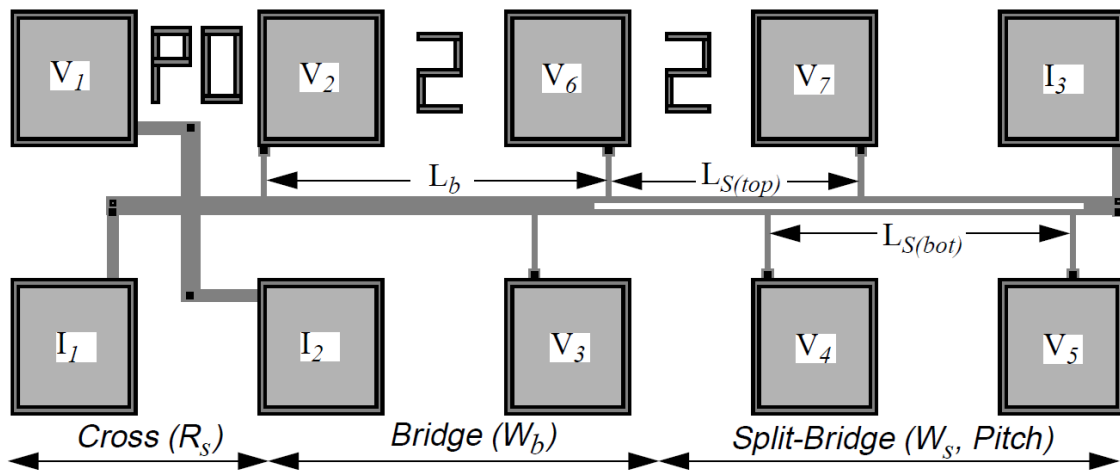 V1 PO V2 2 V6 2 V7 I3
Lb LS(top)
LS(bot)
I1 I2 V3 V4 V5
Cross (Rs) Bridge (Wb) Split-Bridge (Ws, Pitch)